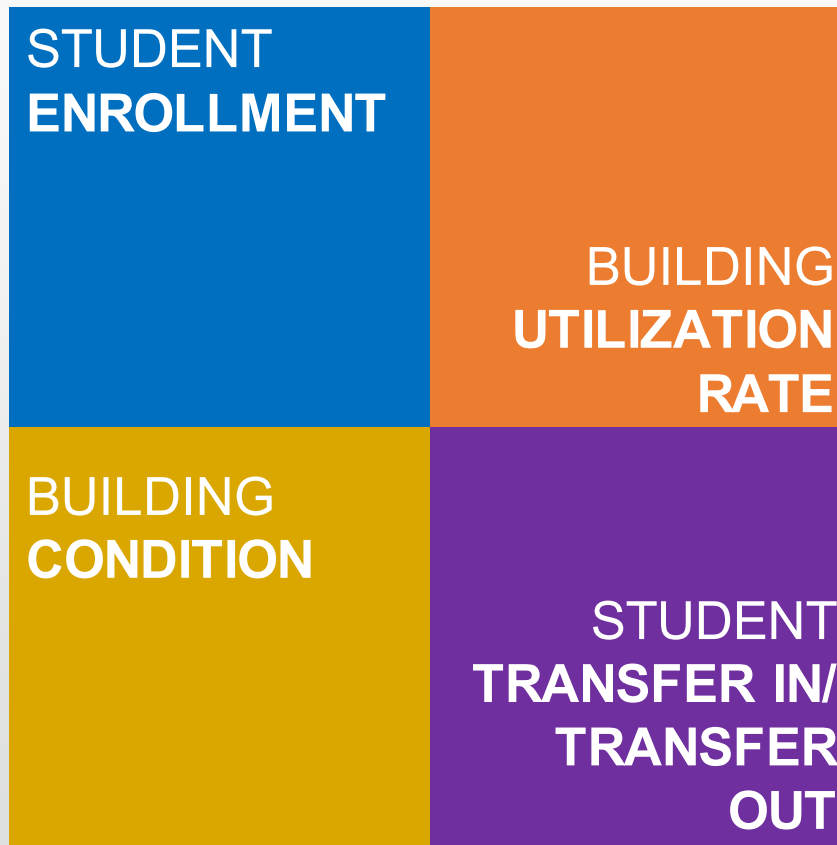 STUDENT
ENROLLMENT
BUILDING
UTILIZATION
RATE
BUILDING
CONDITION
STUDENT
TRANSFER IN/
TRANSFER
OUT